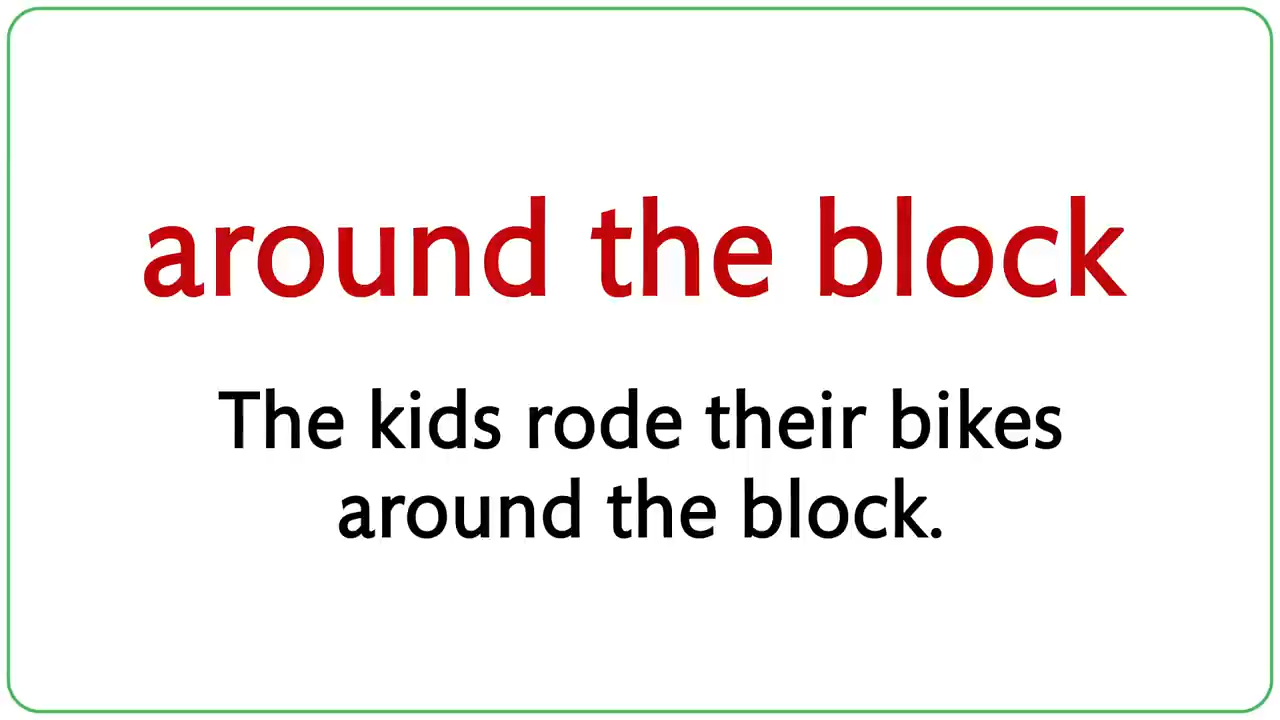 around the block
The kids rode their bikes
around the block.